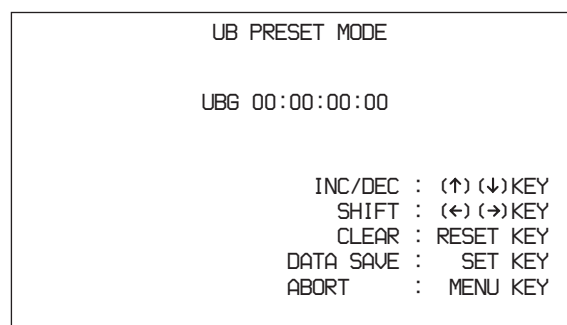 UB PRESET MODE
UBG 00:00:00:00
INC/DEC : (↑)(↓)KEY
SHIFT : (←)(→)KEY
CLEAR : RESET KEY
DATA SAVE : SET KEY
ABORT : MENU KEY